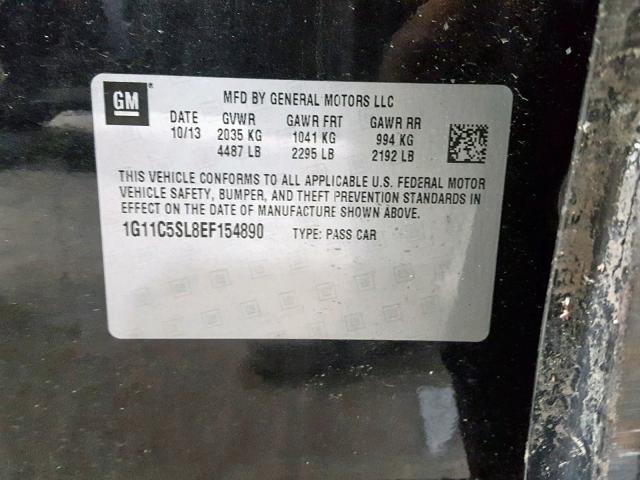 GM ®
MFD BY GENERAL MOTORS LLC
DATE GVWR GAWR FRT GAWR RR
10/13 2035 KG 1041 KG 994 KG
4487 LB 2295 LB 2192 LB
THIS VEHICLE CONFORMS TO ALL APPLICABLE U.S. FEDERAL MOTOR
VEHICLE SAFETY, BUMPER, AND THEFT PREVENTION STANDARDS IN
EFFECT ON THE DATE OF MANUFACTURE SHOWN ABOVE.
1G11C5SL8EF154890 TYPE: PASS CAR